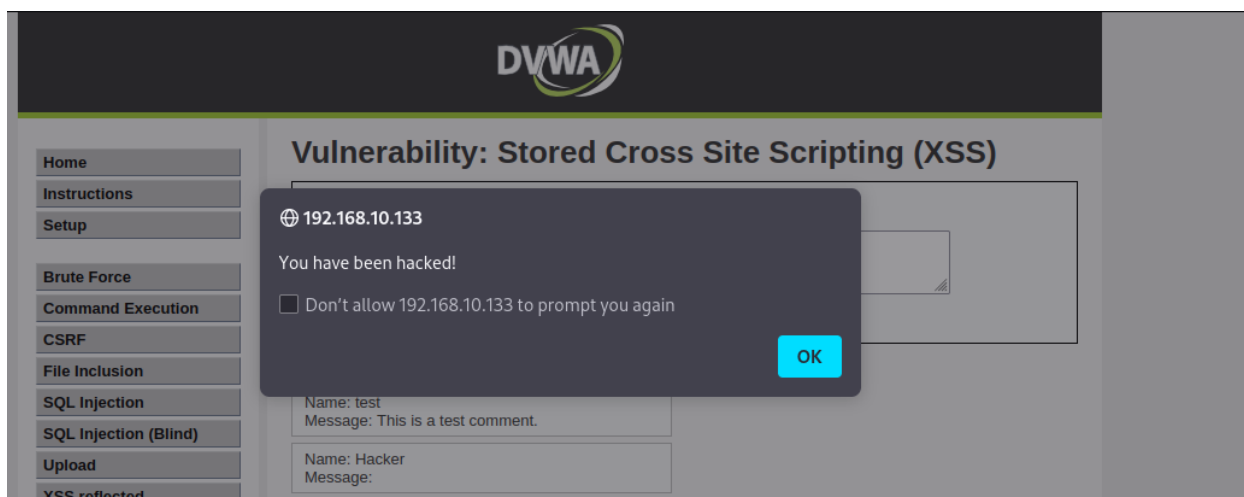 DVWA
Home
Instructions
Setup
Brute Force
Command Execution
CSRF
File Inclusion
SQL Injection
SQL Injection (Blind)
Upload
XSS reflected
Vulnerability: Stored Cross Site Scripting (XSS)
192.168.10.133
You have been hacked!
Don't allow 192.168.10.133 to prompt you again
OK
Name: test
Message: This is a test comment.
Name: Hacker
Message: